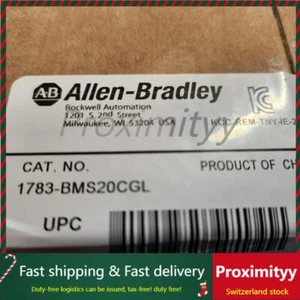 AB Allen-Bradley
Rockwell Automation
1201 S. 2nd Street
Milwaukee, WI 53204 USA
Proximityy
CAT. NO.
PRODUCT OF
1783-BMS20CGL
UPC
Fast shipping & Fast delivery
Duty-free logistics can be issued, tax-free! duty-free!
Proximityy
Switzerland stock